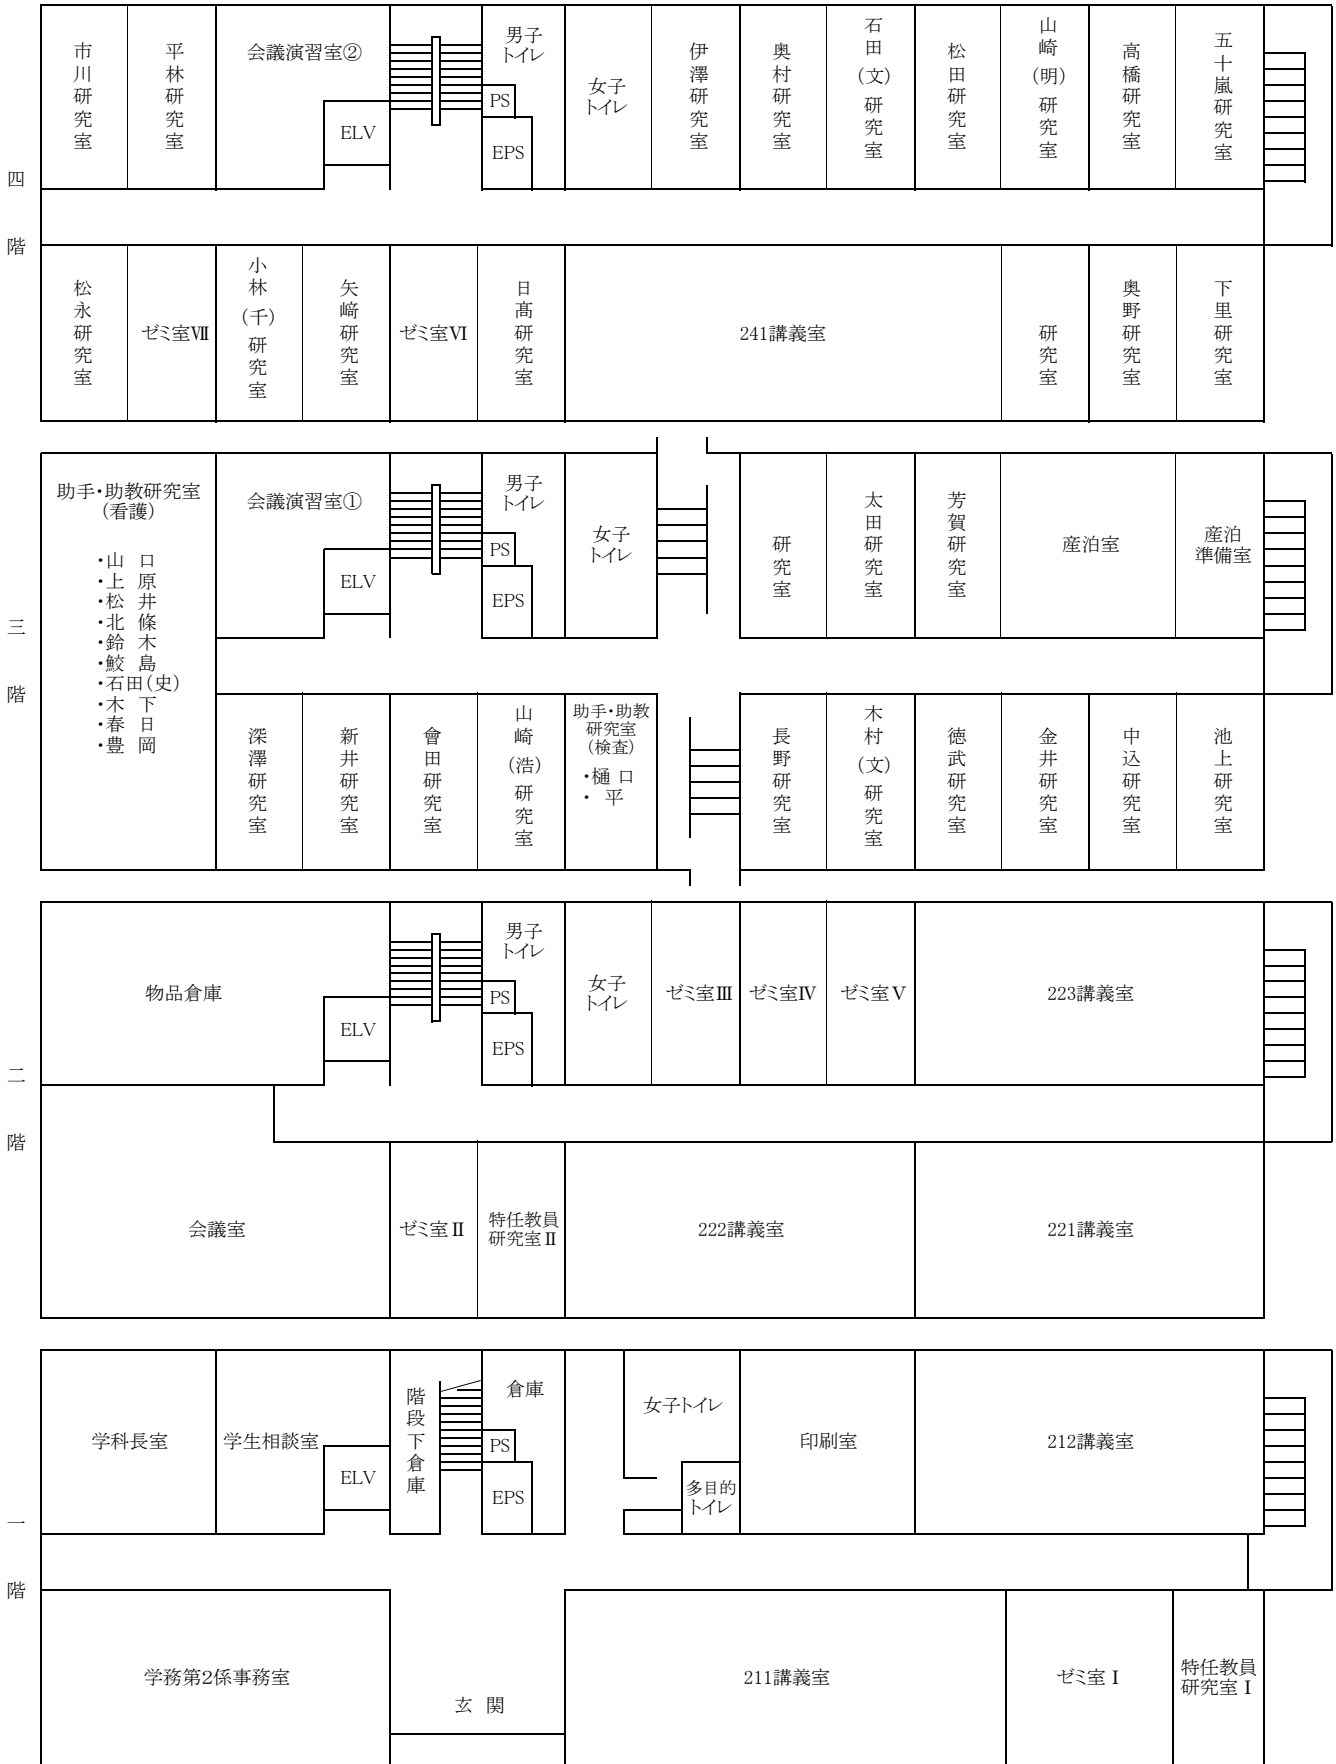 四階
市川研究室
平林研究室
会議演習室②
ELV
男子
トイレ
PS
EPS
女子
トイレ
伊澤研究室
奥村研究室
石田(文)研究室
松田研究室
山崎(明)研究室
高橋研究室
五十嵐研究室
松永研究室
ゼミ室Ⅶ
小林(千)研究室
矢﨑研究室
ゼミ室Ⅵ
日髙研究室
241講義室
研究室
奥野研究室
下里研究室
三階
助手・助教研究室
(看護)
・山 口
・上 原
・松 井
・北 條
・鈴 木
・鮫 島
・石田(史)
・木 下
・春 日
・豊 岡
会議演習室①
ELV
男子
トイレ
PS
EPS
女子
トイレ
研究室
太田研究室
芳賀研究室
産泊室
産泊
準備室
深澤研究室
新井研究室
會田研究室
山崎(浩)研究室
助手・助教
研究室
(検査)
・樋 口
・ 平
長野研究室
木村(文)研究室
徳武研究室
金井研究室
中込研究室
池上研究室
二階
物品倉庫
ELV
男子
トイレ
PS
EPS
女子
トイレ
ゼミ室Ⅲ
ゼミ室Ⅳ
ゼミ室Ⅴ
223講義室
会議室
ゼミ室Ⅱ
特任教員
研究室Ⅱ
222講義室
221講義室
一階
学科長室
学生相談室
ELV
階段下倉庫
倉庫
PS
EPS
女子トイレ
多目的
トイレ
印刷室
212講義室
学務第2係事務室
玄 関
211講義室
ゼミ室Ⅰ
特任教員
研究室Ⅰ